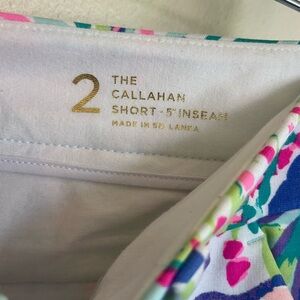 2
THE
CALLAHAN
SHORT - 5" INSEAM
MADE IN SRI LANKA